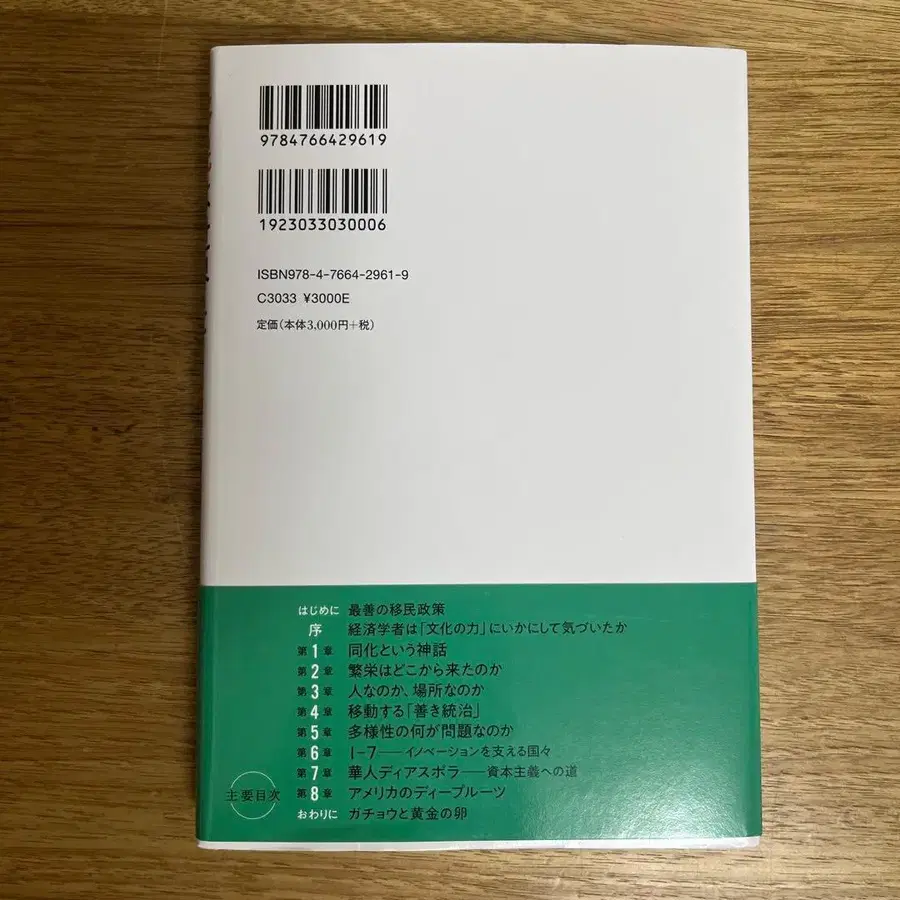 9784766429619
1923033030006
ISBN978-4-7664-2961-9
C3033 ¥3000E
定価(本体3,000円+税)
はじめに 最善の移民政策
序 経済学者は「文化の力」にいかにして気づいたか
第1章 同化という神話
第2章 繁栄はどこから来たのか
第3章 人なのか、場所なのか
第4章 移動する「善き統治」
第5章 多様性の何が問題なのか
第6章 I-7――イノベーションを支える国々
第7章 華人ディアスポラ――資本主義への道
第8章 アメリカのディープルーツ
おわりに ガチョウと黄金の卵
主要目次